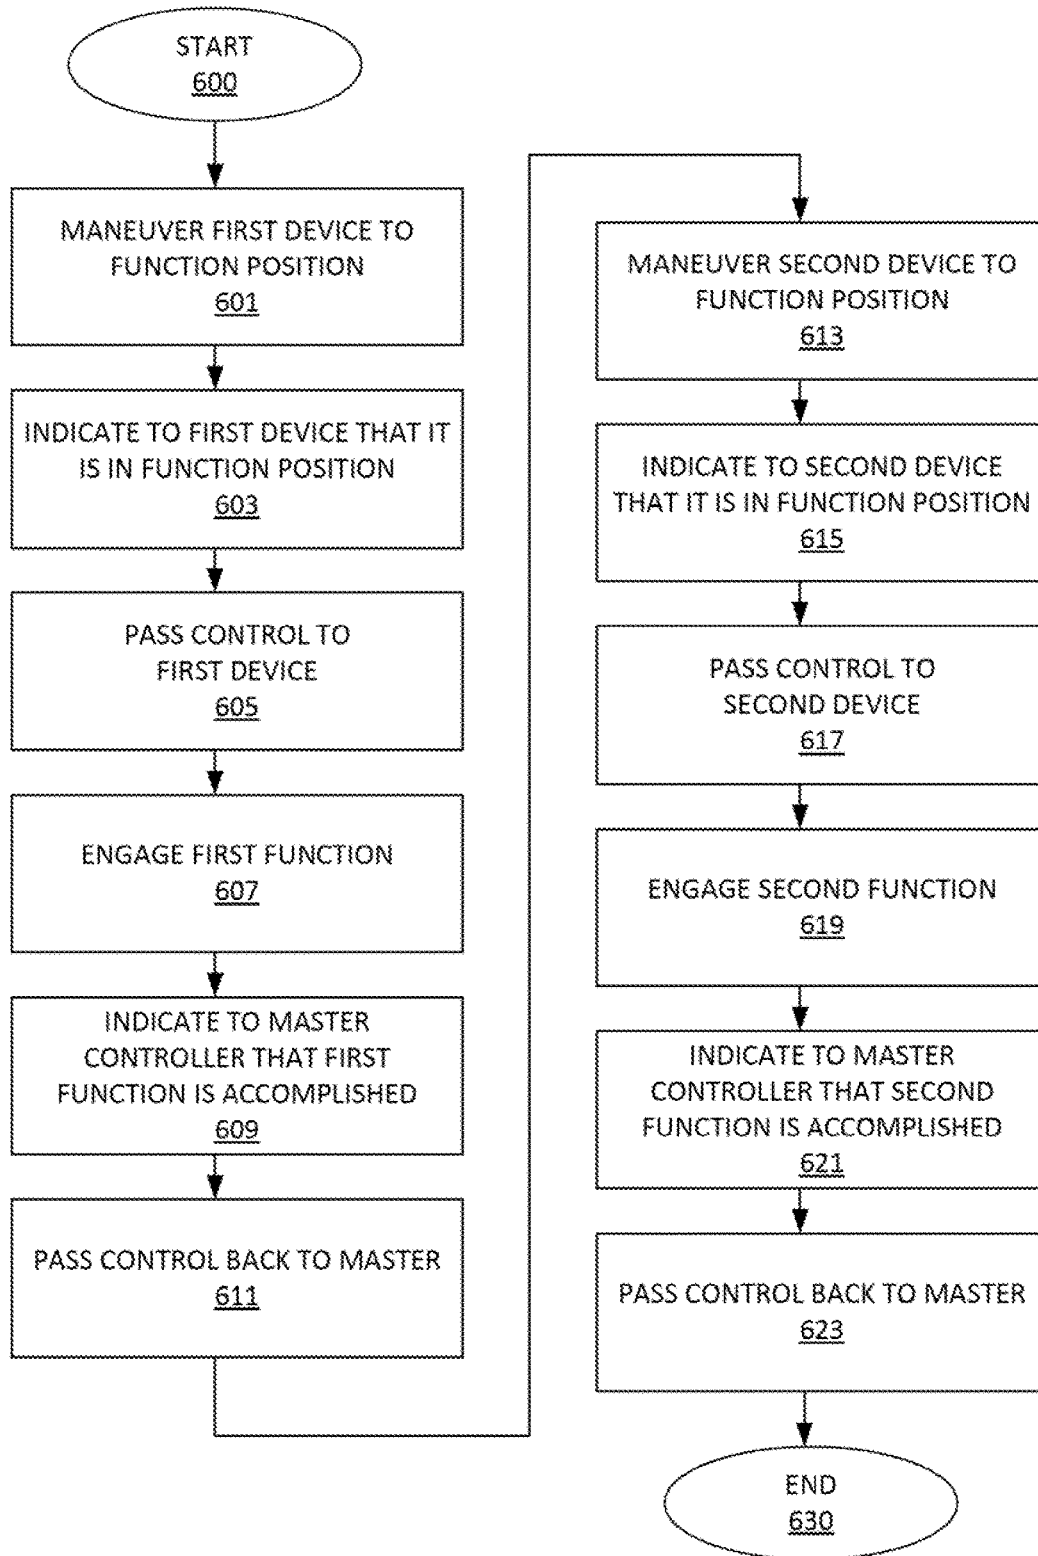 START
600
MANEUVER FIRST DEVICE TO
FUNCTION POSITION
601
INDICATE TO FIRST DEVICE THAT IT
IS IN FUNCTION POSITION
603
PASS CONTROL TO
FIRST DEVICE
605
ENGAGE FIRST FUNCTION
607
INDICATE TO MASTER
CONTROLLER THAT FIRST
FUNCTION IS ACCOMPLISHED
609
PASS CONTROL BACK TO MASTER
611
MANEUVER SECOND DEVICE TO
FUNCTION POSITION
613
INDICATE TO SECOND DEVICE
THAT IT IS IN FUNCTION POSITION
615
PASS CONTROL TO
SECOND DEVICE
617
ENGAGE SECOND FUNCTION
619
INDICATE TO MASTER
CONTROLLER THAT SECOND
FUNCTION IS ACCOMPLISHED
621
PASS CONTROL BACK TO MASTER
623
END
630